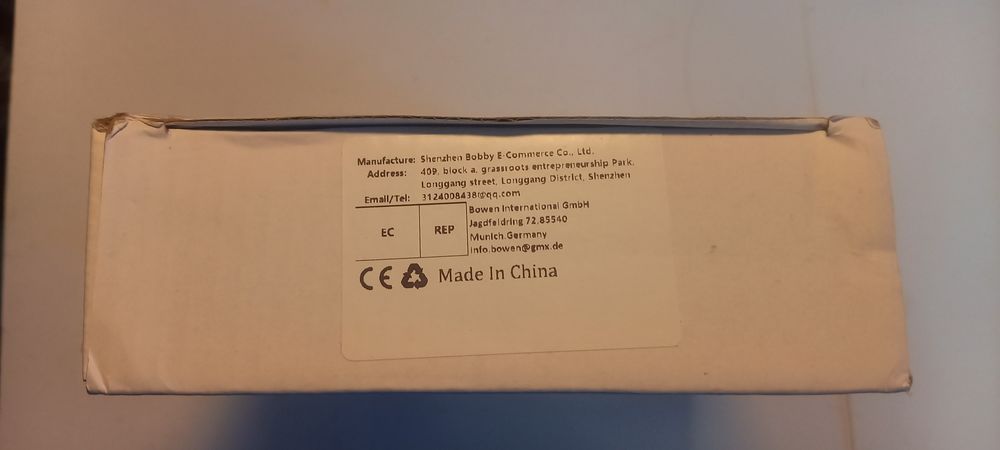 Manufacture: Shenzhen Bobby E-Commerce Co., Ltd.
Address: 409, block a, grassroots entrepreneurship Park,
Longgang street, Longgang District, Shenzhen
Email/Tel: 3124008438@qq.com
EC REP
Bowen International GmbH
Jagdfeldring 72,85540
Munich,Germany
info.bowen@gmx.de
CE Made In China